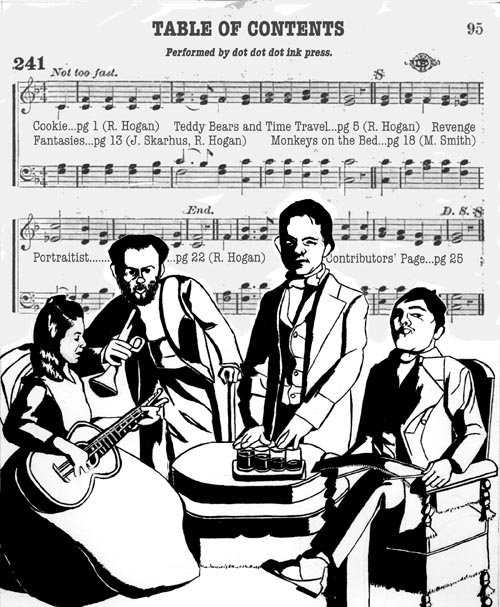 TABLE OF CONTENTS
95
Performed by dot dot dot ink press.
241
Not too fast.
S
Cookie...pg 1 (R. Hogan) Teddy Bears and Time Travel...pg 5 (R. Hogan) Revenge
Fantasies...pg 13 (J. Skarhus, R. Hogan) Monkeys on the Bed...pg 18 (M. Smith)
End.
D. S. S
Portraitist.......
...pg 22 (R. Hogan)
Contributors' Page...pg 25